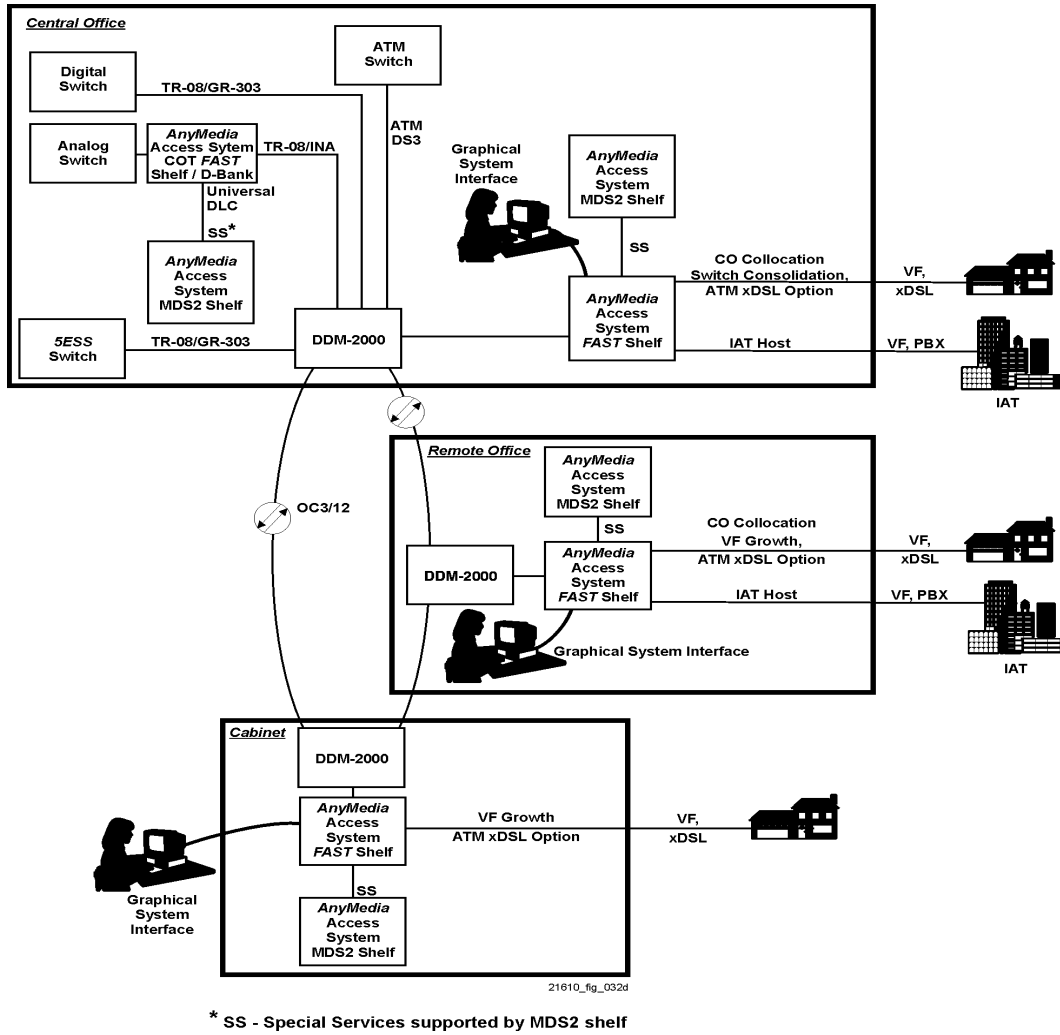 Central Office
Digital
Switch
TR-08/GR-303
ATM
Switch
ATM
DS3
Analog
Switch
AnyMedia
Access Sytem
COT FAST
Shelf / D-Bank
TR-08/INA
Universal
DLC
SS*
AnyMedia
Access
System
MDS2 Shelf
5ESS
Switch
TR-08/GR-303
DDM-2000
Graphical
System
Interface
AnyMedia
Access
System
MDS2 Shelf
SS
AnyMedia
Access
System
FAST Shelf
CO Collocation
Switch Consolidation,
ATM xDSL Option
VF,
xDSL
IAT Host
VF, PBX
IAT
OC3/12
Remote Office
AnyMedia
Access
System
MDS2 Shelf
SS
DDM-2000
AnyMedia
Access
System
FAST Shelf
CO Collocation
VF Growth,
ATM xDSL Option
VF,
xDSL
IAT Host
VF, PBX
IAT
Graphical System Interface
Cabinet
DDM-2000
AnyMedia
Access
System
FAST Shelf
VF Growth
ATM xDSL Option
VF,
xDSL
SS
AnyMedia
Access
System
MDS2 Shelf
Graphical
System
Interface
21610_fig_032d
* SS - Special Services supported by MDS2 shelf